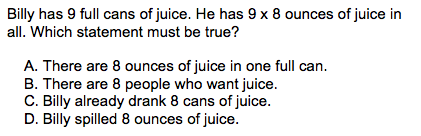 Billy has 9 full cans of juice. He has 9 x 8 ounces of juice in
all. Which statement must be true?
A. There are 8 ounces of juice in one full can.
B. There are 8 people who want juice.
C. Billy already drank 8 cans of juice.
D. Billy spilled 8 ounces of juice.